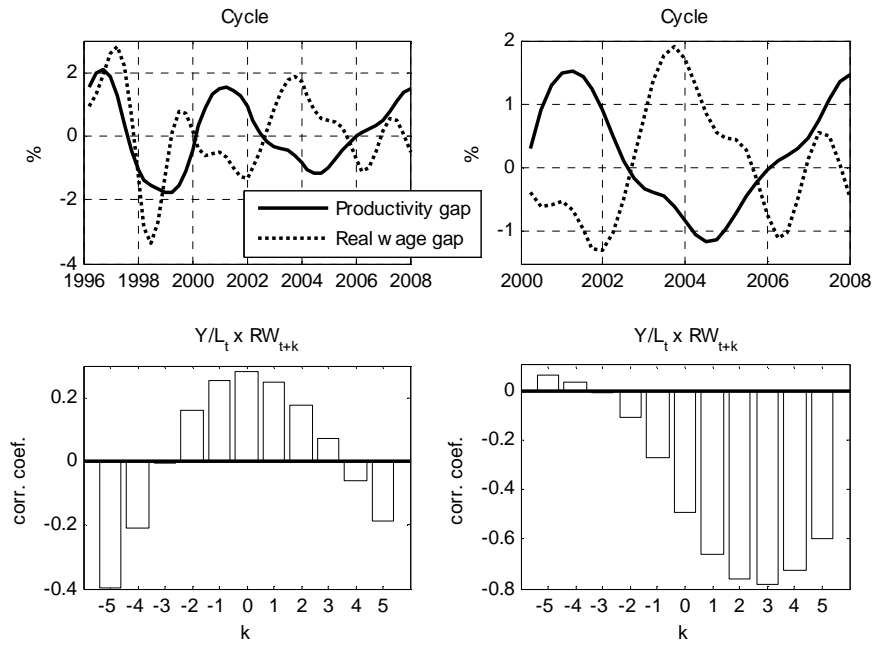 Cycle
%
2
0
-2
-4
1996 1998 2000 2002 2004 2006 2008
Productivity gap
Real wage gap
Cycle
%
2
1
0
-1
2000 2002 2004 2006 2008
Y/L_t x RW_{t+k}
corr. coef.
0.2
0
-0.2
-0.4
-5 -4 -3 -2 -1 0 1 2 3 4 5
k
Y/L_t x RW_{t+k}
corr. coef.
0
-0.2
-0.4
-0.6
-0.8
-5 -4 -3 -2 -1 0 1 2 3 4 5
k